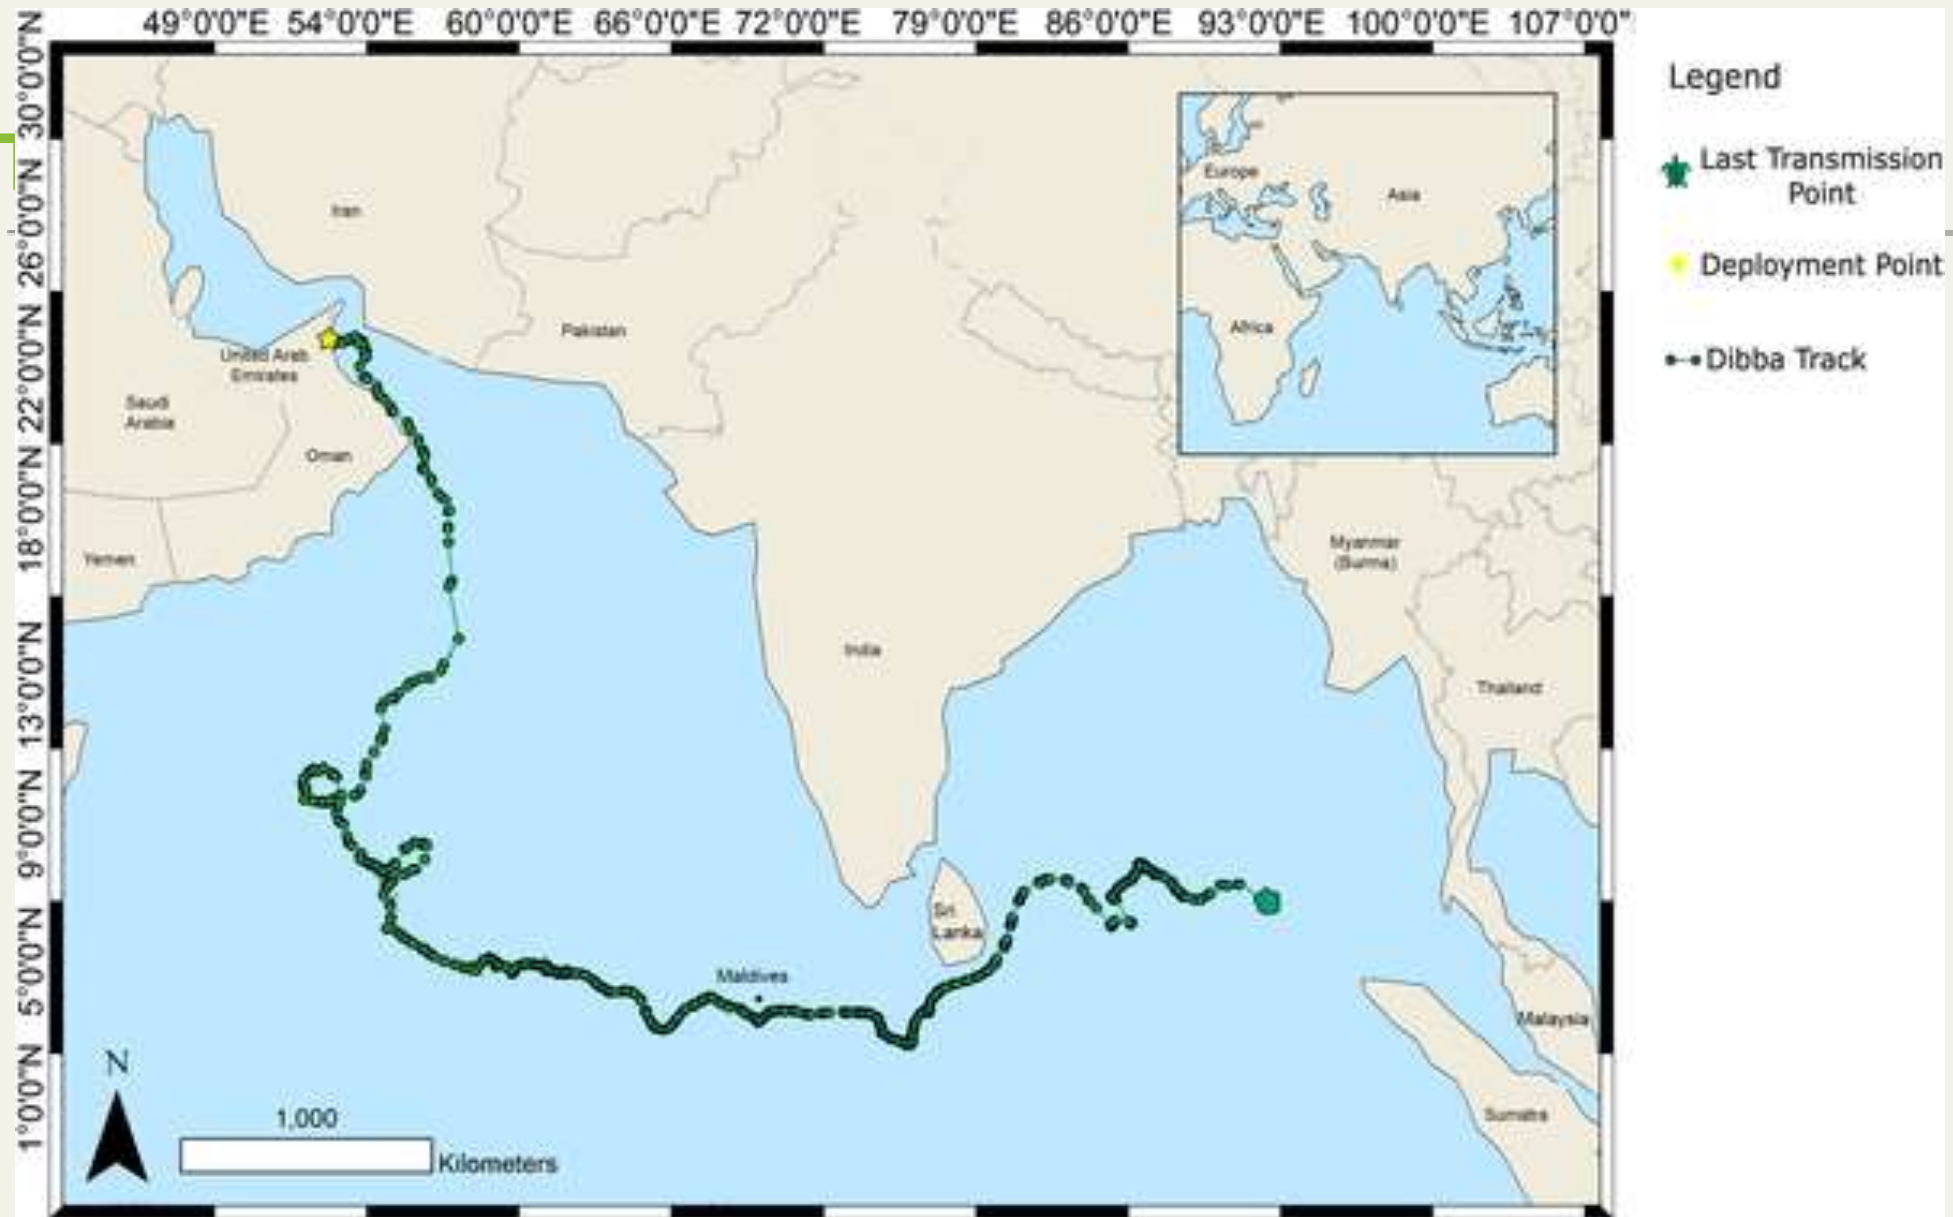 49°0'0"E 54°0'0"E 60°0'0"E 66°0'0"E 72°0'0"E 79°0'0"E 86°0'0"E 93°0'0"E 100°0'0"E 107°0'0"
30°0'0"N
26°0'0"N
22°0'0"N
18°0'0"N
13°0'0"N
9°0'0"N
5°0'0"N
1°0'0"N
Iran
Pakistan
United Arab
Emirates
Saudi
Arabia
Oman
Yemen
India
Myanmar
(Burma)
Thailand
Sri
Lanka
Maldives
Malaysia
Sumatra
Europe
Asia
Africa
N
1,000
Kilometers
Legend
Last Transmission
Point
Deployment Point
Dibba Track